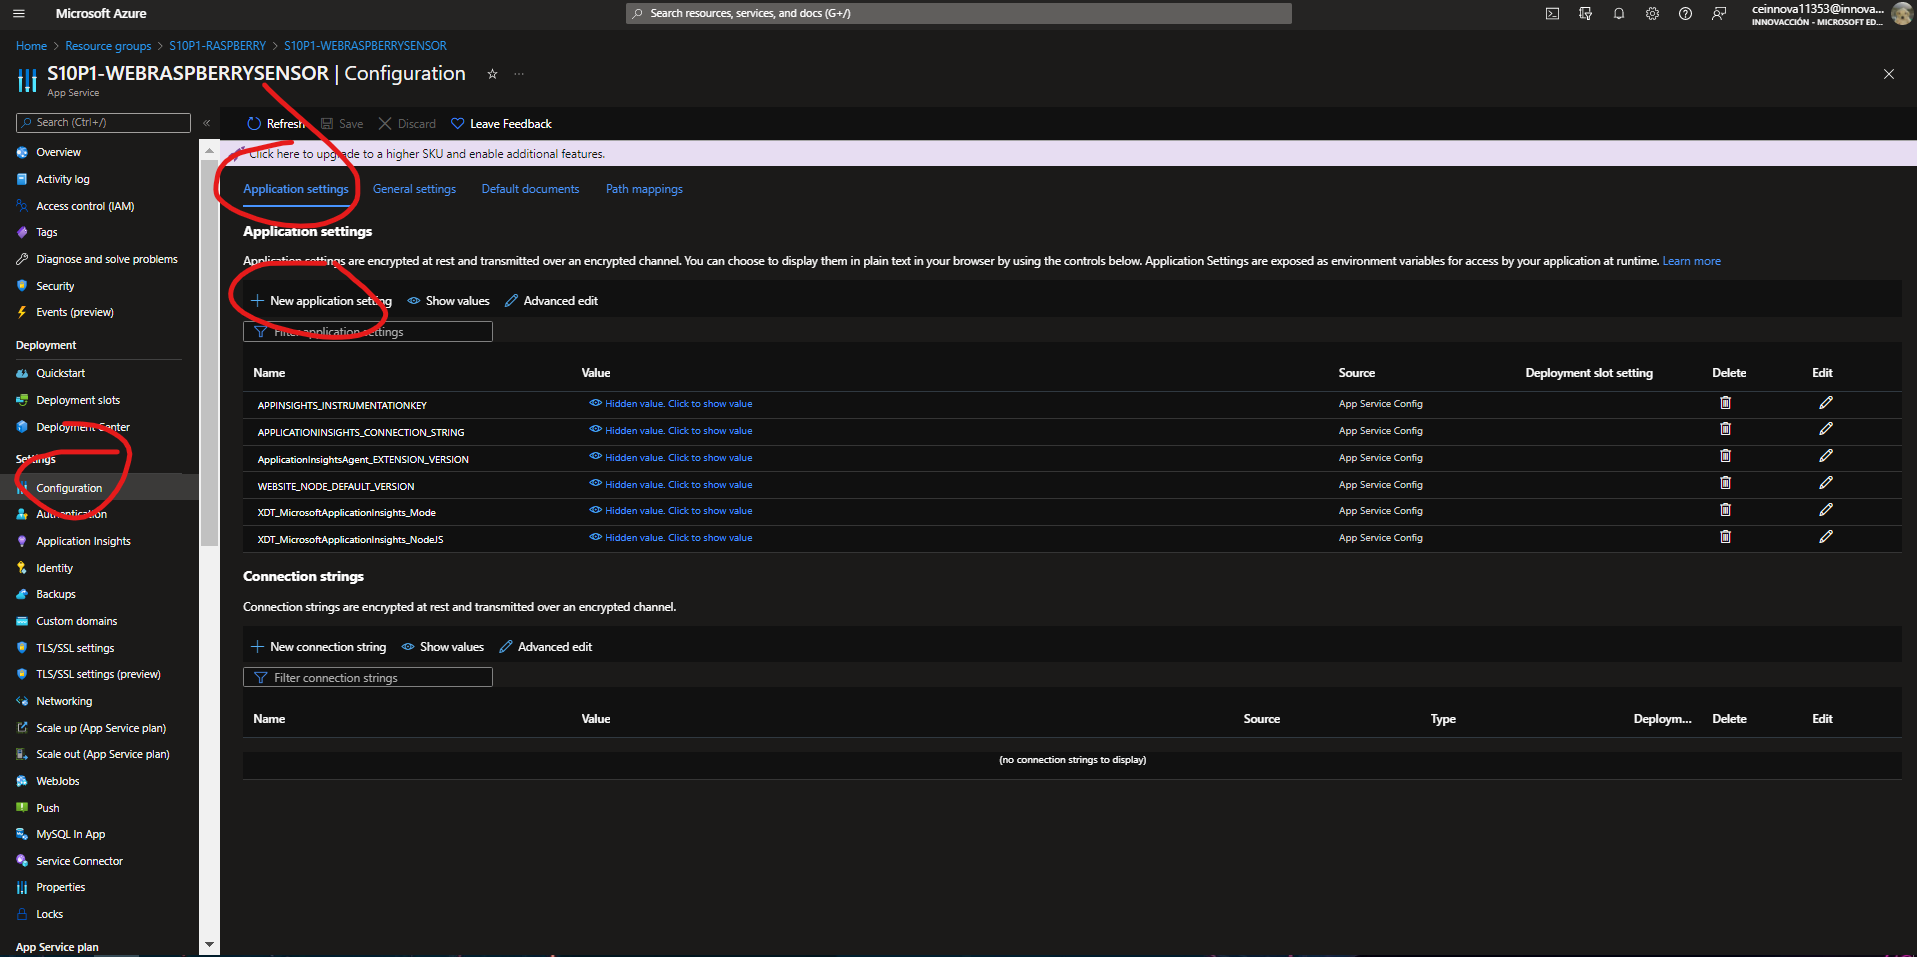 Microsoft Azure
Search resources, services, and docs (G+/)
ceinnova11353@innova...
INNOVACCIÓN - MICROSOFT ED...
Home > Resource groups > S10P1-RASPBERRY > S10P1-WEBRASPBERRYSENSOR
S10P1-WEBRASPBERRYSENSOR | Configuration
App Service
Search (Ctrl+/)
Overview
Activity log
Access control (IAM)
Tags
Diagnose and solve problems
Security
Events (preview)
Deployment
Quickstart
Deployment slots
Deployment Center
Settings
Configuration
Authentication
Application Insights
Identity
Backups
Custom domains
TLS/SSL settings
TLS/SSL settings (preview)
Networking
Scale up (App Service plan)
Scale out (App Service plan)
WebJobs
Push
MySQL In App
Service Connector
Properties
Locks
App Service plan
Refresh Save Discard Leave Feedback
Click here to upgrade to a higher SKU and enable additional features.
Application settings General settings Default documents Path mappings
Application settings
Application settings are encrypted at rest and transmitted over an encrypted channel. You can choose to display them in plain text in your browser by using the controls below. Application Settings are exposed as environment variables for access by your application at runtime. Learn more
New application setting Show values Advanced edit
Filter application settings
Name Value Source Deployment slot setting Delete Edit
APPINSIGHTS_INSTRUMENTATIONKEY Hidden value. Click to show value App Service Config
APPLICATIONINSIGHTS_CONNECTION_STRING Hidden value. Click to show value App Service Config
ApplicationInsightsAgent_EXTENSION_VERSION Hidden value. Click to show value App Service Config
WEBSITE_NODE_DEFAULT_VERSION Hidden value. Click to show value App Service Config
XDT_MicrosoftApplicationInsights_Mode Hidden value. Click to show value App Service Config
XDT_MicrosoftApplicationInsights_NodeJS Hidden value. Click to show value App Service Config
Connection strings
Connection strings are encrypted at rest and transmitted over an encrypted channel.
New connection string Show values Advanced edit
Filter connection strings
Name Value Source Type Deploym... Delete Edit
(no connection strings to display)